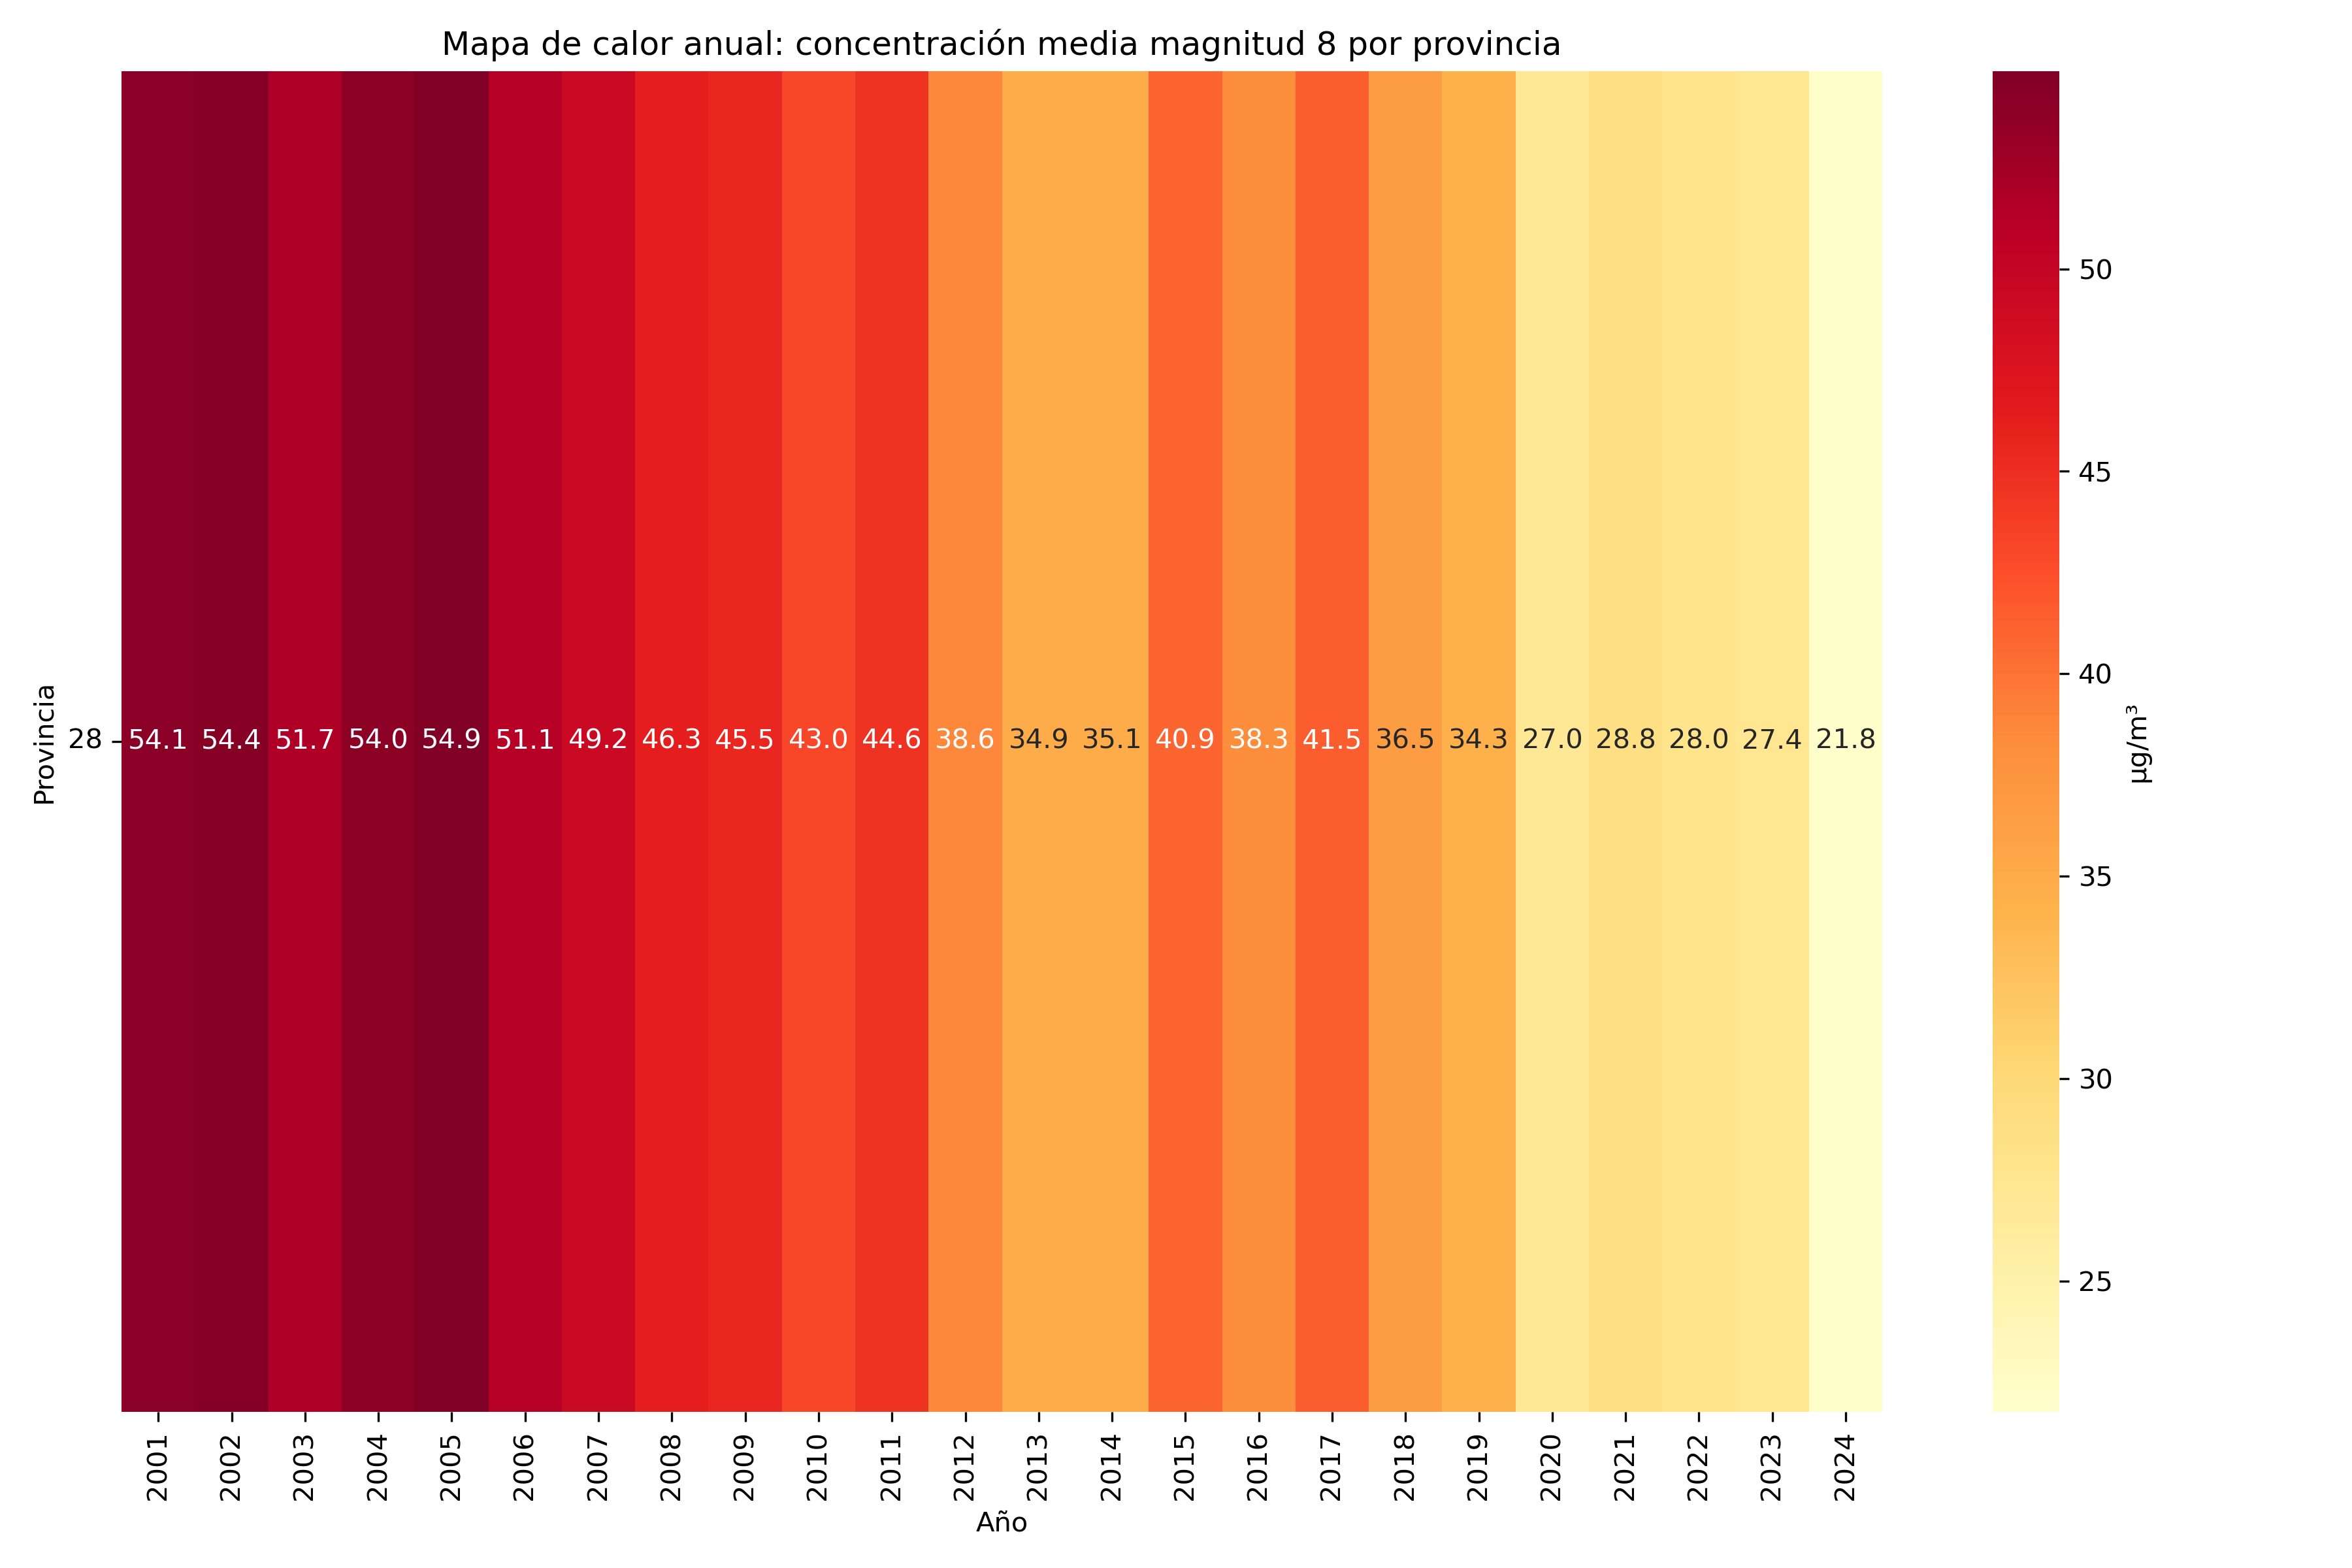 Mapa de calor anual: concentración media magnitud 8 por provincia
Provincia
28
54.1 54.4 51.7 54.0 54.9 51.1 49.2 46.3 45.5 43.0 44.6 38.6 34.9 35.1 40.9 38.3 41.5 36.5 34.3 27.0 28.8 28.0 27.4 21.8
2001 2002 2003 2004 2005 2006 2007 2008 2009 2010 2011 2012 2013 2014 2015 2016 2017 2018 2019 2020 2021 2022 2023 2024
Año
50
45
40
35
30
25
µg/m³